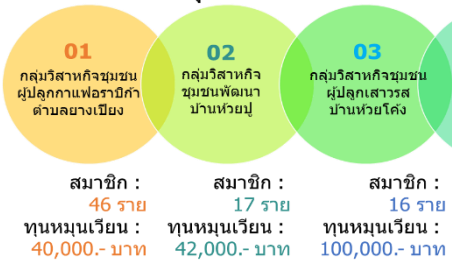 01
กลุ่มวิสาหกิจชุมชน
ผู้ปลูกกาแฟอราบิก้า
ตำบลยางเปียง
02
กลุ่มวิสาหกิจ
ชุมชนพัฒนา
บ้านห้วยปู
03
กลุ่มวิสาหกิจชุมชน
ผู้ปลูกเสาวรส
บ้านห้วยโค้ง
สมาชิก :
46 ราย
ทุนหมุนเวียน :
40,000.- บาท
สมาชิก :
17 ราย
ทุนหมุนเวียน :
42,000.- บาท
สมาชิก :
16 ราย
ทุนหมุนเวียน :
100,000.- บาท